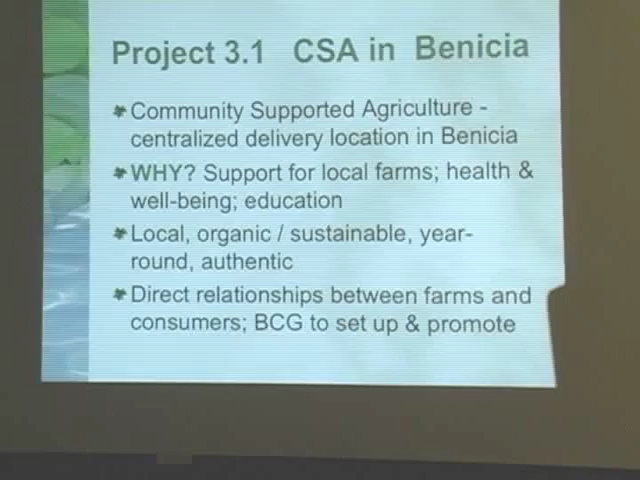 Project 3.1 CSA in Benicia
Community Supported Agriculture -
centralized delivery location in Benicia
WHY? Support for local farms; health &
well-being; education
Local, organic / sustainable, year-
round, authentic
Direct relationships between farms and
consumers; BCG to set up & promote